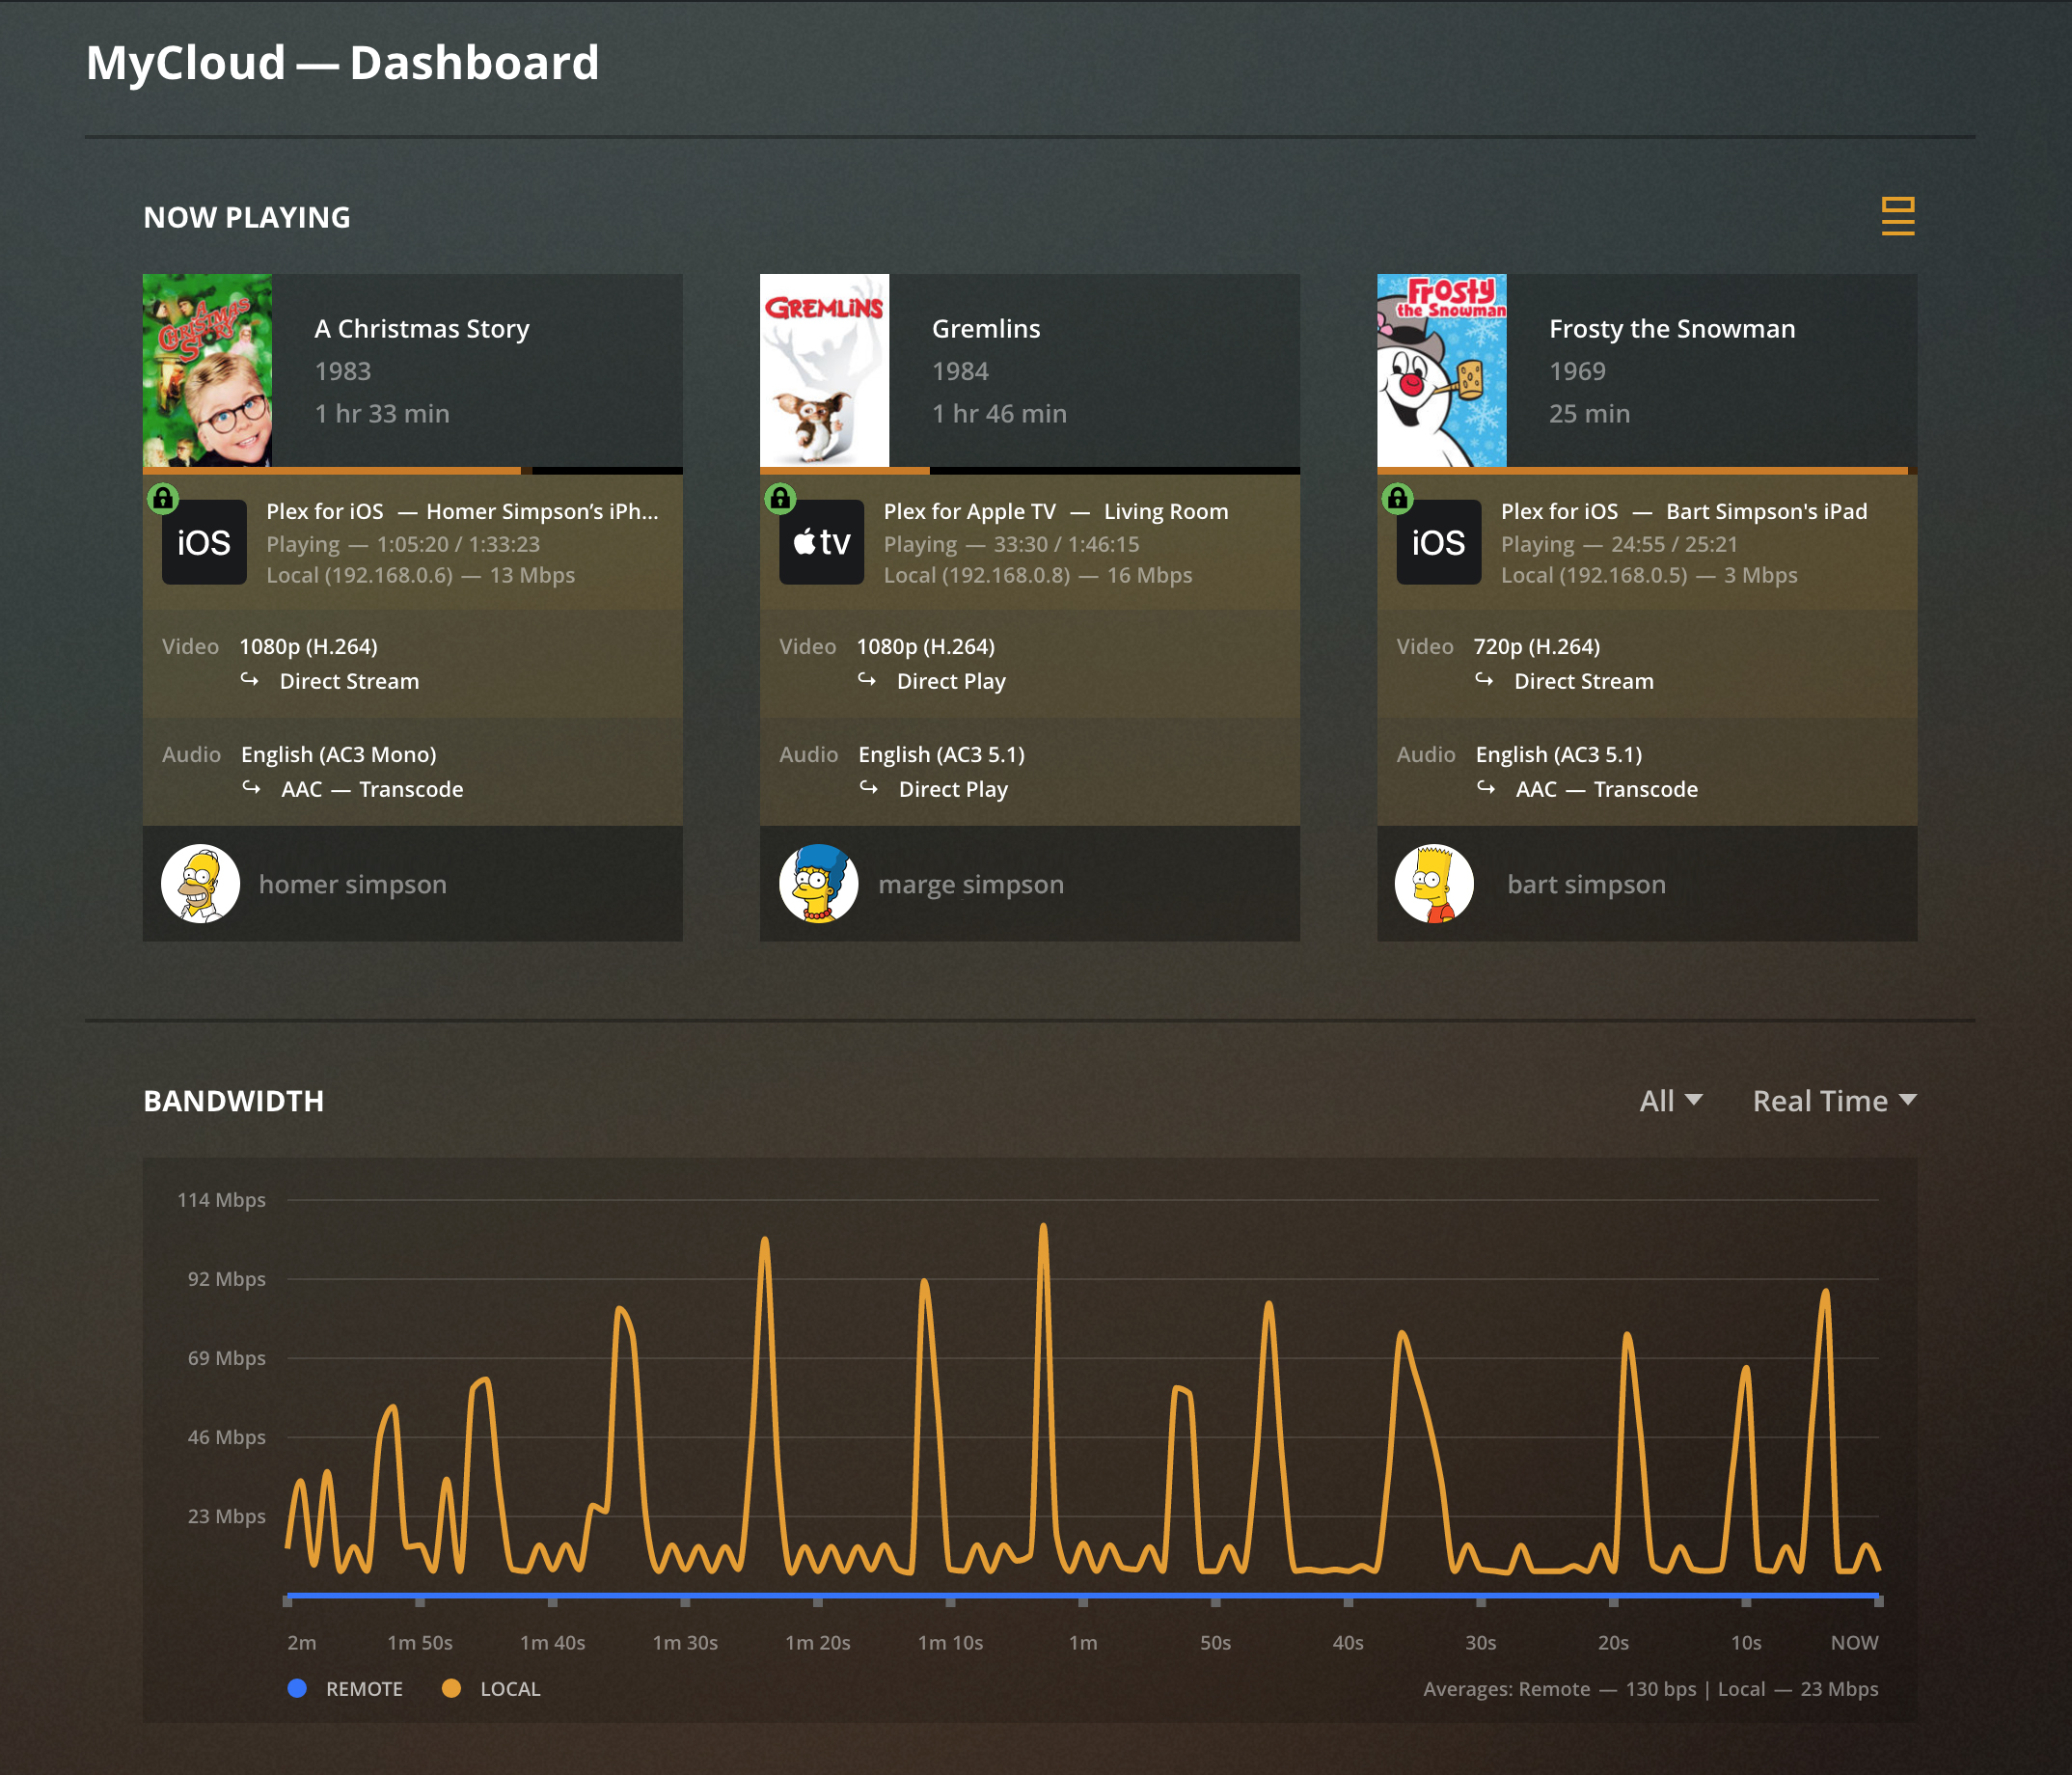 MyCloud — Dashboard
NOW PLAYING
A CHRISTMAS STORY
A Christmas Story
1983
1 hr 33 min
iOS
Plex for iOS — Homer Simpson’s iPh...
Playing — 1:05:20 / 1:33:23
Local (192.168.0.6) — 13 Mbps
Video 1080p (H.264)
↪ Direct Stream
Audio English (AC3 Mono)
↪ AAC — Transcode
homer simpson
GREMLINS
Gremlins
1984
1 hr 46 min
tv
Plex for Apple TV — Living Room
Playing — 33:30 / 1:46:15
Local (192.168.0.8) — 16 Mbps
Video 1080p (H.264)
↪ Direct Play
Audio English (AC3 5.1)
↪ Direct Play
marge simpson
Frosty
the Snowman
Frosty the Snowman
1969
25 min
iOS
Plex for iOS — Bart Simpson's iPad
Playing — 24:55 / 25:21
Local (192.168.0.5) — 3 Mbps
Video 720p (H.264)
↪ Direct Stream
Audio English (AC3 5.1)
↪ AAC — Transcode
bart simpson
BANDWIDTH
All Real Time
114 Mbps
92 Mbps
69 Mbps
46 Mbps
23 Mbps
2m 1m 50s 1m 40s 1m 30s 1m 20s 1m 10s 1m 50s 40s 30s 20s 10s NOW
REMOTE LOCAL
Averages: Remote — 130 bps | Local — 23 Mbps